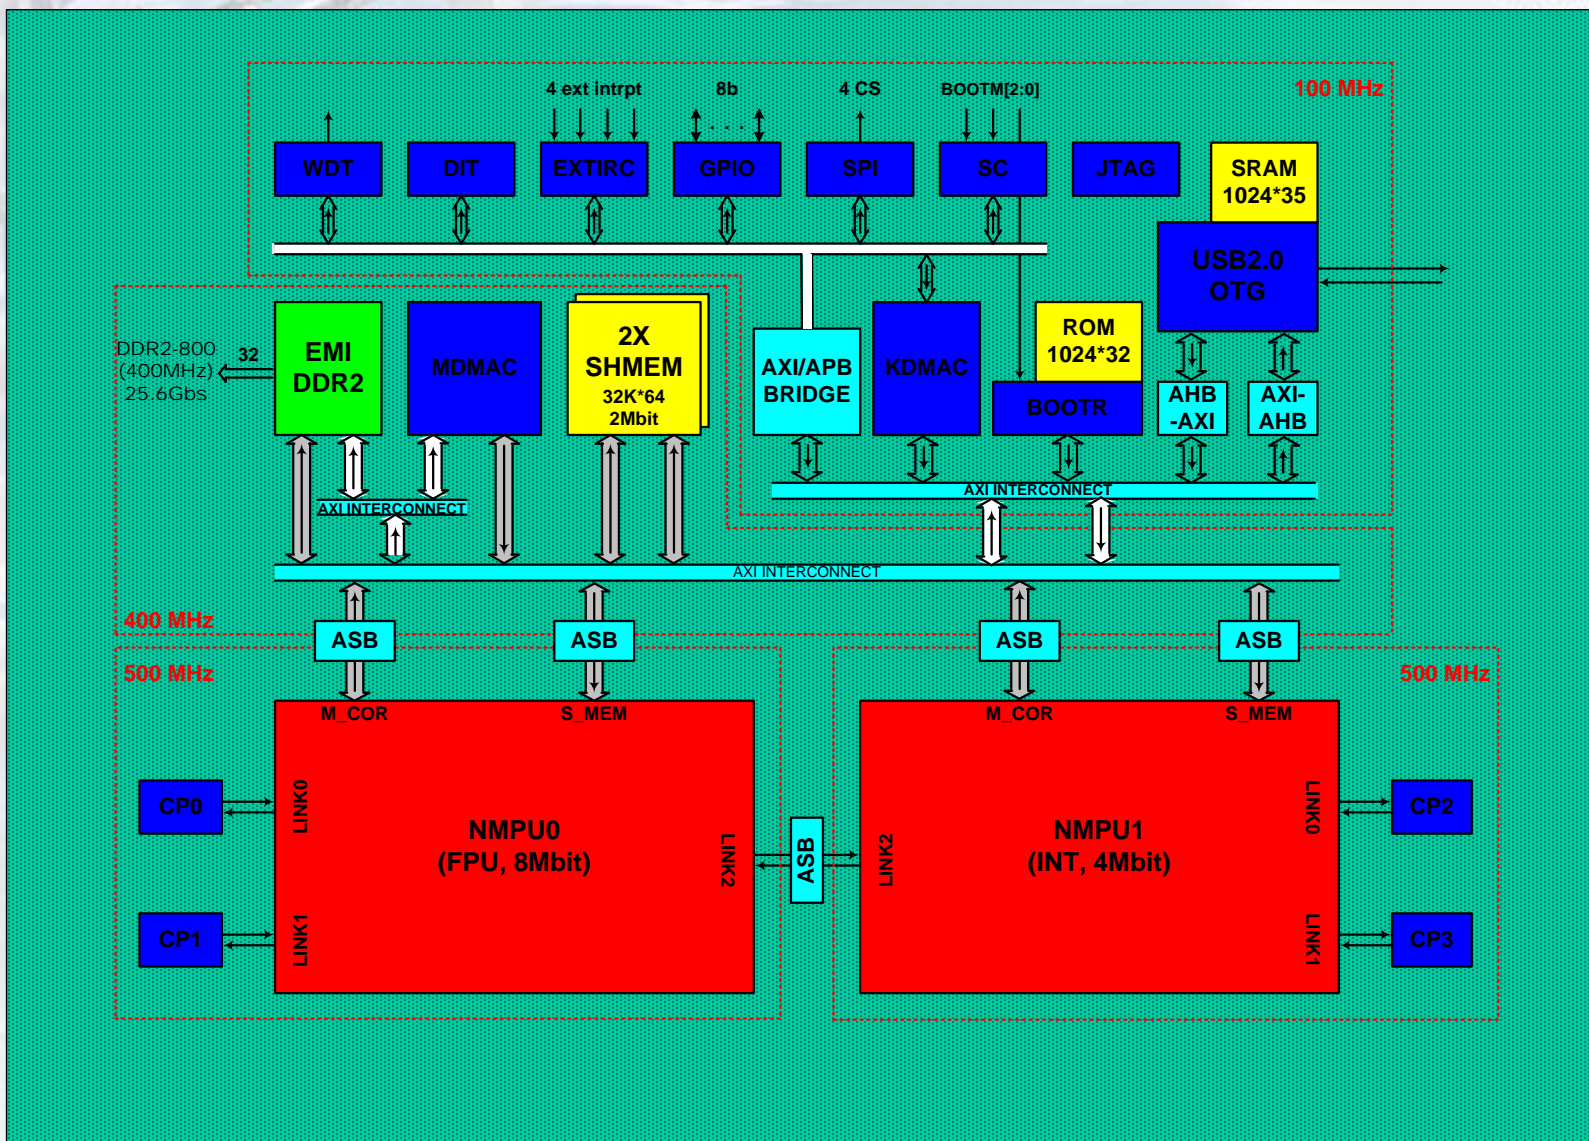 100 MHz
4 ext intrpt
8b
4 CS
BOOTM[2:0]
. . .
WDT
DIT
EXTIRC
GPIO
SPI
SC
JTAG
SRAM
1024*35
USB2.0
OTG
DDR2-800
(400MHz)
25.6Gbs
32
EMI
DDR2
MDMAC
2X
SHMEM
32K*64
2Mbit
AXI/APB
BRIDGE
KDMAC
ROM
1024*32
BOOTR
AHB
-AXI
AXI-
AHB
AXI INTERCONNECT
AXI INTERCONNECT
AXI INTERCONNECT
400 MHz
ASB
ASB
ASB
ASB
500 MHz
500 MHz
M_COR
S_MEM
M_COR
S_MEM
CP0
LINK0
NMPU0
(FPU, 8Mbit)
LINK2
ASB
LINK2
NMPU1
(INT, 4Mbit)
LINK0
CP2
CP1
LINK1
LINK1
CP3